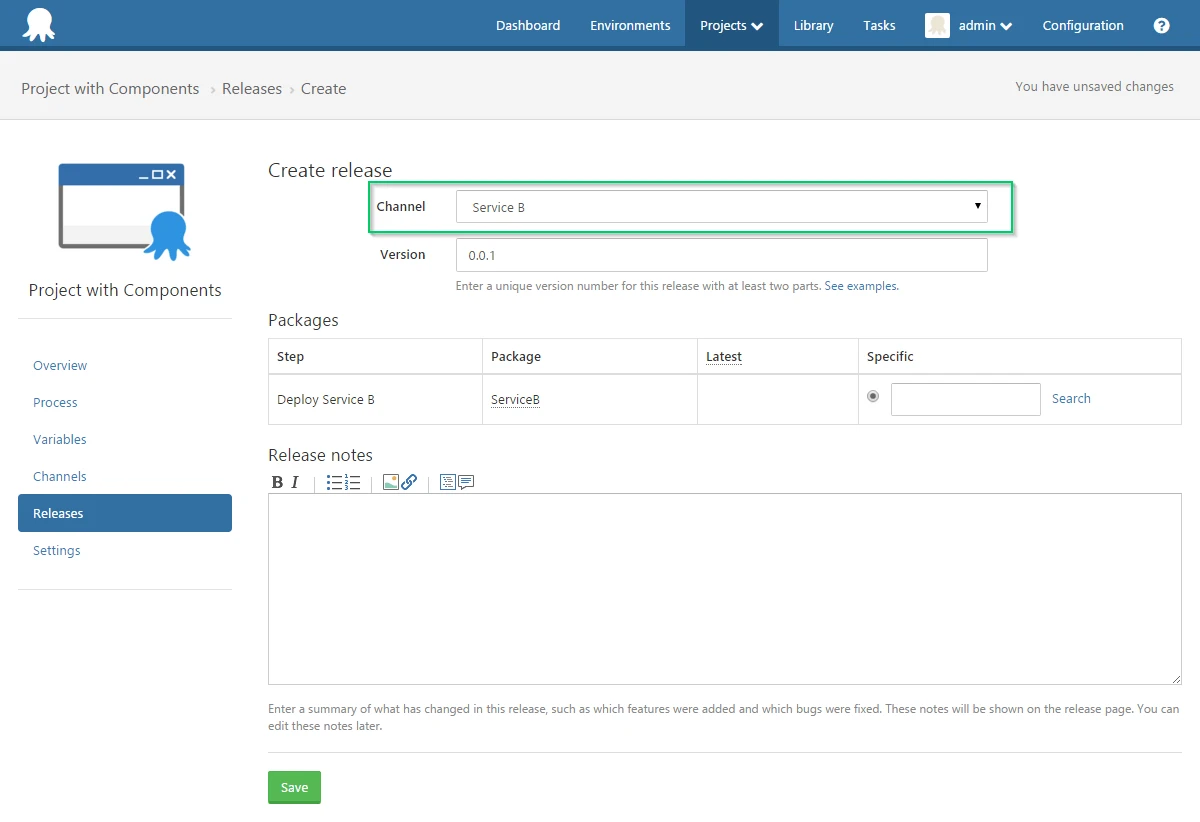 Dashboard Environments Projects Library Tasks admin Configuration ?
Project with Components › Releases › Create You have unsaved changes
Project with Components
Overview
Process
Variables
Channels
Releases
Settings
Create release
Channel Service B
Version 0.0.1
Enter a unique version number for this release with at least two parts. See examples.
Packages
Step Package Latest Specific
Deploy Service B ServiceB Search
Release notes
B I
Enter a summary of what has changed in this release, such as which features were added and which bugs were fixed. These notes will be shown on the release page. You can
edit these notes later.
Save